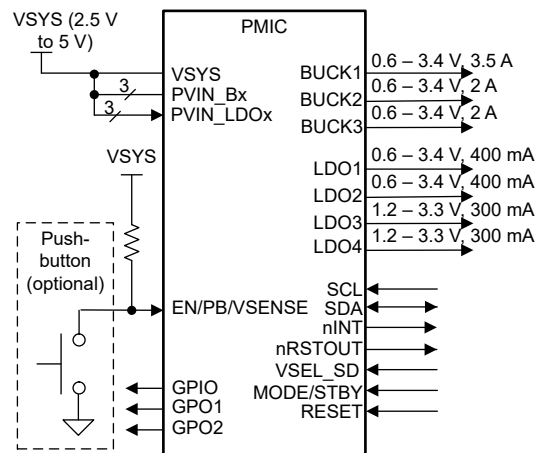 VSYS (2.5 V
to 5 V)
PMIC
VSYS
3
PVIN_Bx
3
PVIN_LDOx
BUCK1
0.6 – 3.4 V, 3.5 A
BUCK2
0.6 – 3.4 V, 2 A
BUCK3
0.6 – 3.4 V, 2 A
LDO1
0.6 – 3.4 V, 400 mA
LDO2
0.6 – 3.4 V, 400 mA
LDO3
1.2 – 3.3 V, 300 mA
LDO4
1.2 – 3.3 V, 300 mA
VSYS
Push-
button
(optional)
EN/PB/VSENSE
SCL
SDA
nINT
nRSTOUT
VSEL_SD
MODE/STBY
RESET
GPIO
GPO1
GPO2